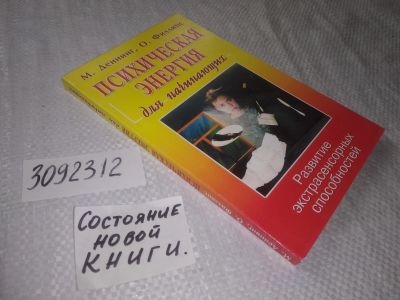 М. Деннинг, О. Филлипс
ПСИХИЧЕСКАЯ
ЭНЕРГИЯ
для начинающих
Развитие
экстрасенсорных
способностей
3092312
Состояние
новой
КНИГИ.